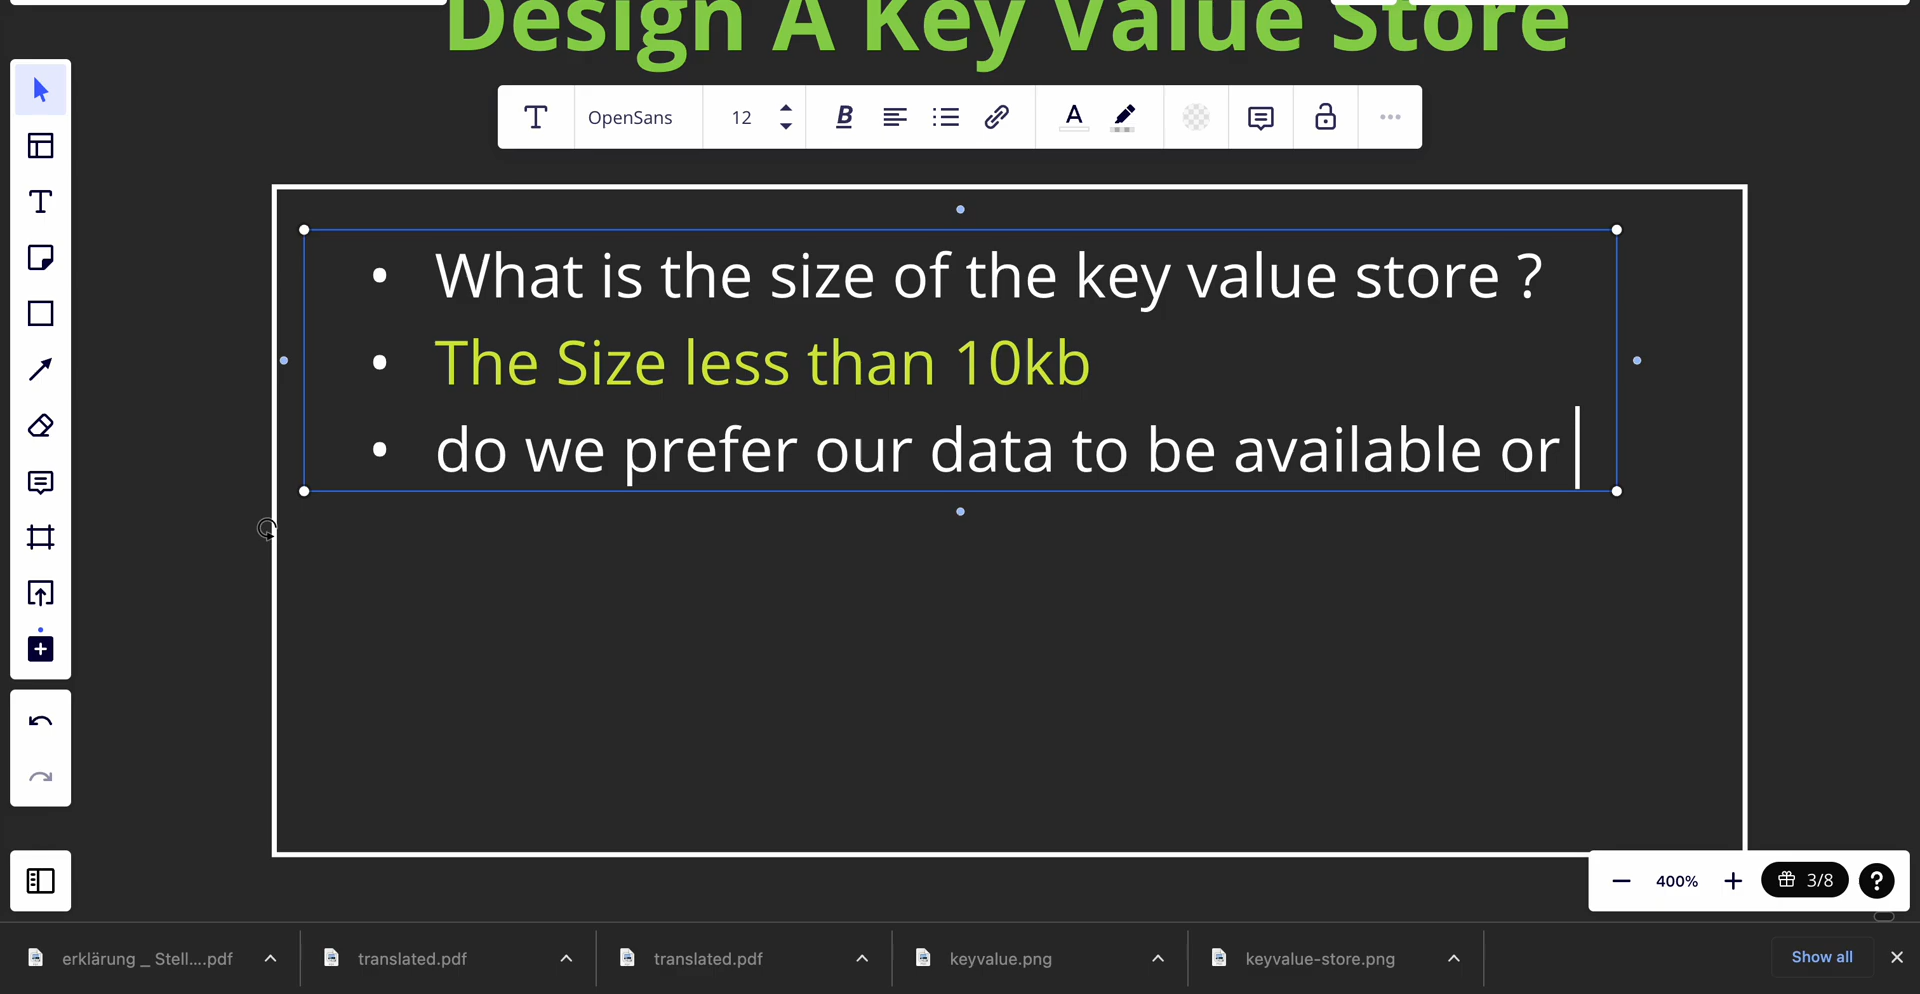 Design A Key Value Store
OpenSans
12
B
A
What is the size of the key value store ?
The Size less than 10kb
do we prefer our data to be available or
400%
3/8
?
erklärung _ Stell....pdf
translated.pdf
translated.pdf
keyvalue.png
keyvalue-store.png
Show all